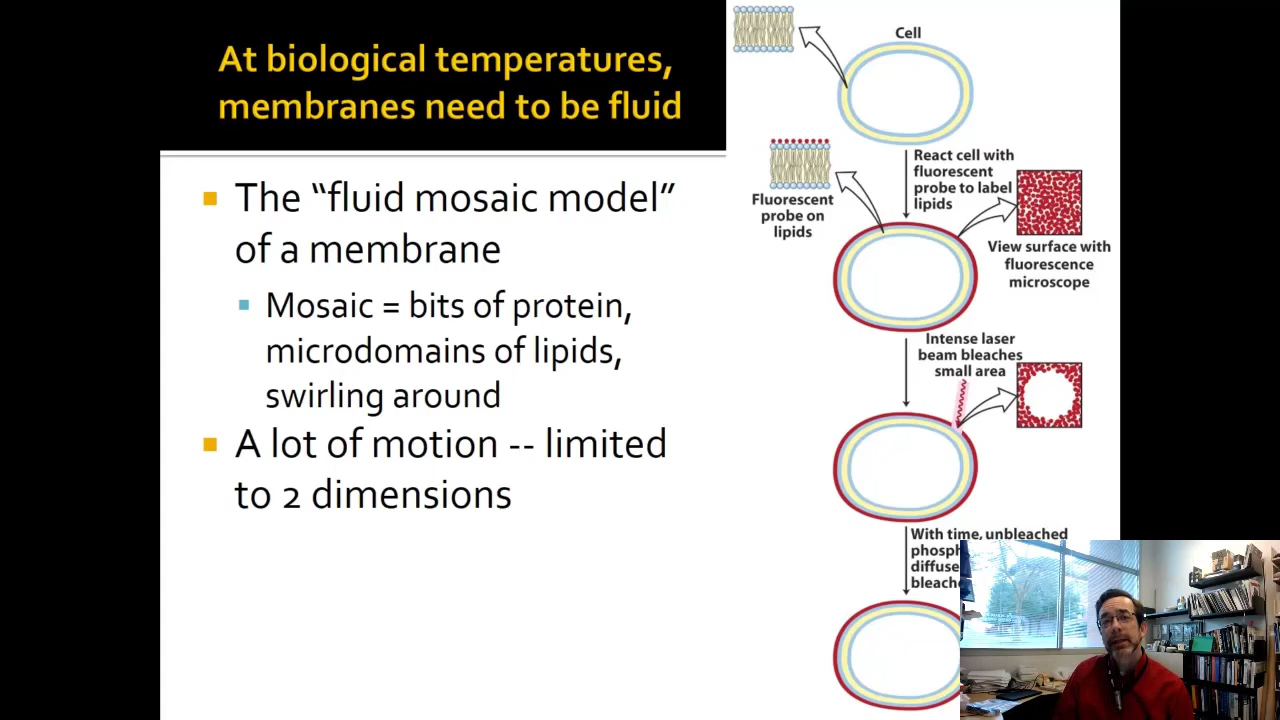 At biological temperatures,
membranes need to be fluid
The “fluid mosaic model”
of a membrane
Mosaic = bits of protein,
microdomains of lipids,
swirling around
A lot of motion -- limited
to 2 dimensions
Cell
React cell with
fluorescent
probe to label
lipids
Fluorescent
probe on
lipids
View surface with
fluorescence
microscope
Intense laser
beam bleaches
small area
With time, unbleached